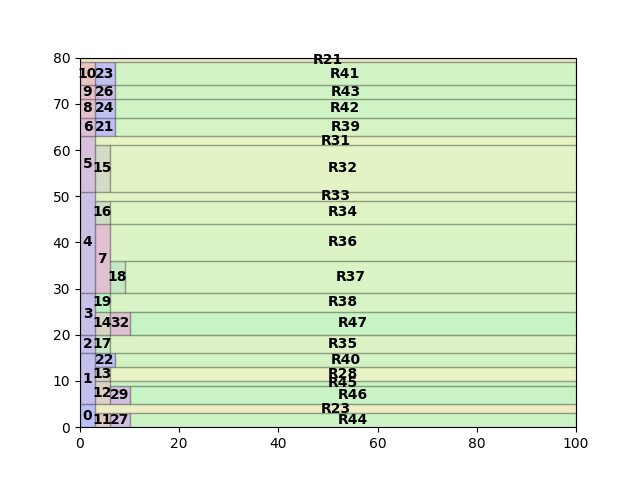 80
R21
10 23 R41
9 26 R43
70
8 24 R42
6 21 R39
R31
60
5 15 R32
50
R33
16 R34
40
4 R36
7
18 R37
30
19 R38
3
14 32 R47
20
2 17 R35
22 R40
13 R28
1 R45
10
12 29 R46
R23
0
11 27 R44
0
0 20 40 60 80 100